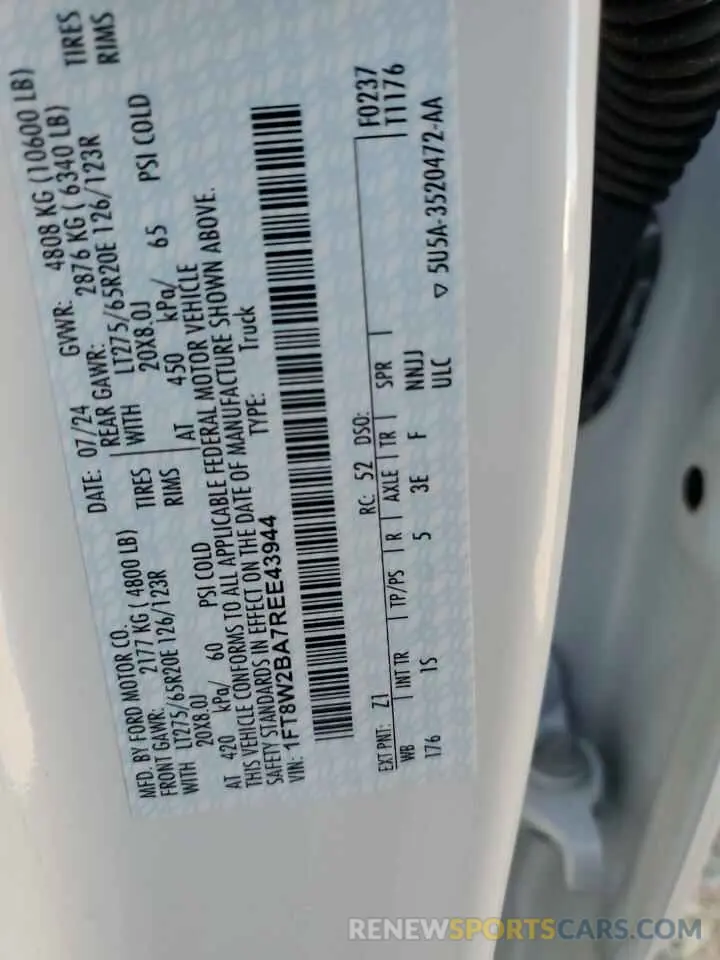 MFD. BY FORD MOTOR CO.
DATE: 07/24 GVWR: 4808 KG (10600 LB)
FRONT GAWR: 2177 KG ( 4800 LB)
REAR GAWR: 2876 KG ( 6340 LB)
WITH LT275/65R20E 126/123R TIRES
WITH LT275/65R20E 126/123R TIRES
20X8.0J RIMS
20X8.0J RIMS
AT 420 kPa/ 60 PSI COLD
AT 450 kPa/ 65 PSI COLD
THIS VEHICLE CONFORMS TO ALL APPLICABLE FEDERAL MOTOR VEHICLE
SAFETY STANDARDS IN EFFECT ON THE DATE OF MANUFACTURE SHOWN ABOVE.
VIN: 1FT8W2BA7REE43944 TYPE: Truck
F0237
EXT PNT: Z1 RC: 52 DSO: T1176
WB INT TR TP/PS R AXLE TR SPR
176 1S 5 3E F NNJJ
ULC ▽ 5U5A-3520472-AA
RENEWSPORTSCARS.COM